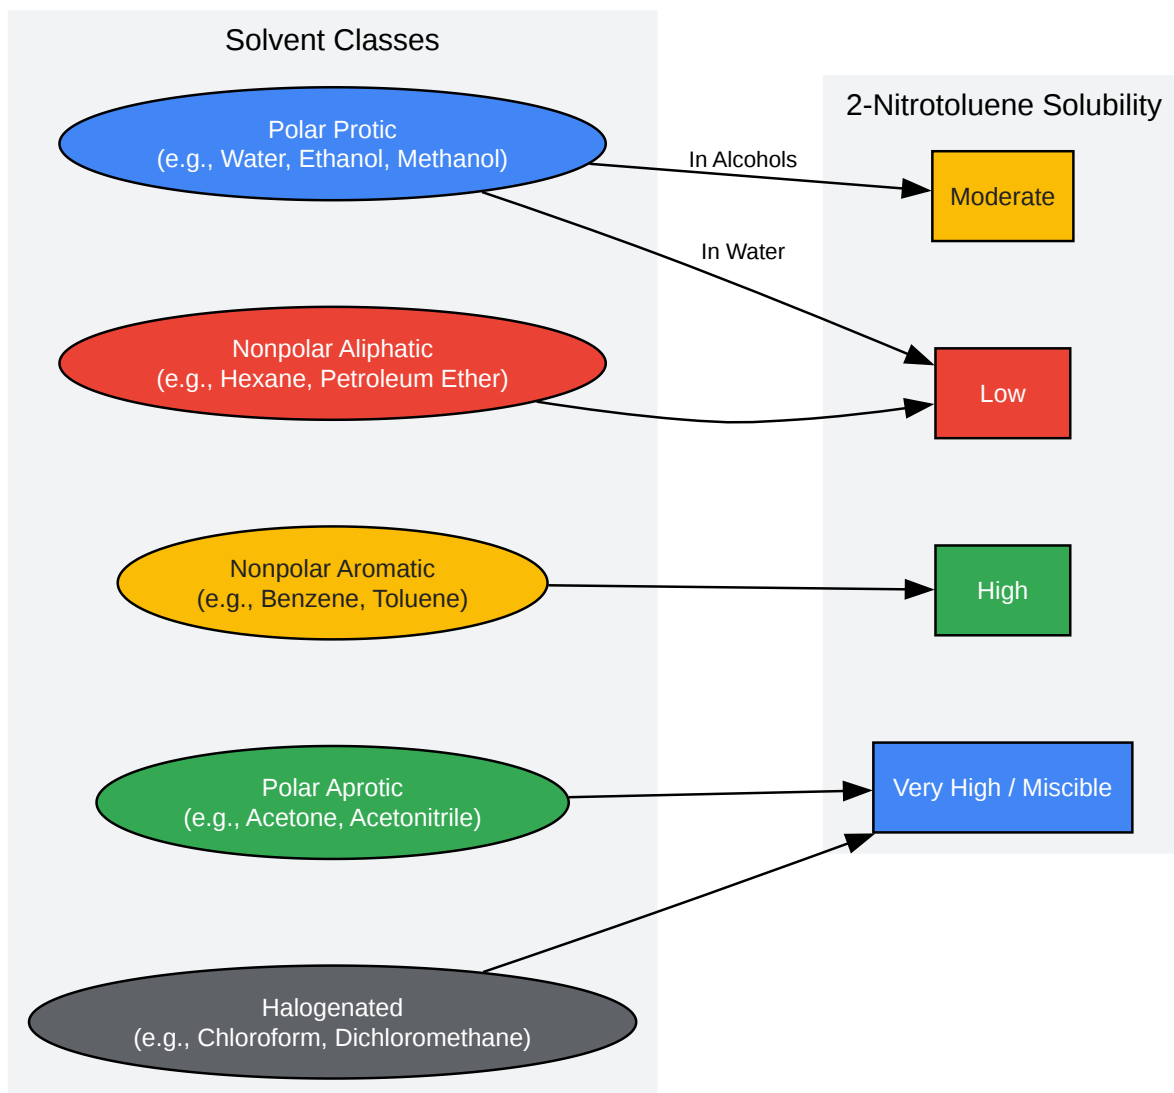 Solvent Classes
2-Nitrotoluene Solubility
Polar Protic
(e.g., Water, Ethanol, Methanol)
In Alcohols
Moderate
In Water
Nonpolar Aliphatic
(e.g., Hexane, Petroleum Ether)
Low
Nonpolar Aromatic
(e.g., Benzene, Toluene)
High
Polar Aprotic
(e.g., Acetone, Acetonitrile)
Very High / Miscible
Halogenated
(e.g., Chloroform, Dichloromethane)